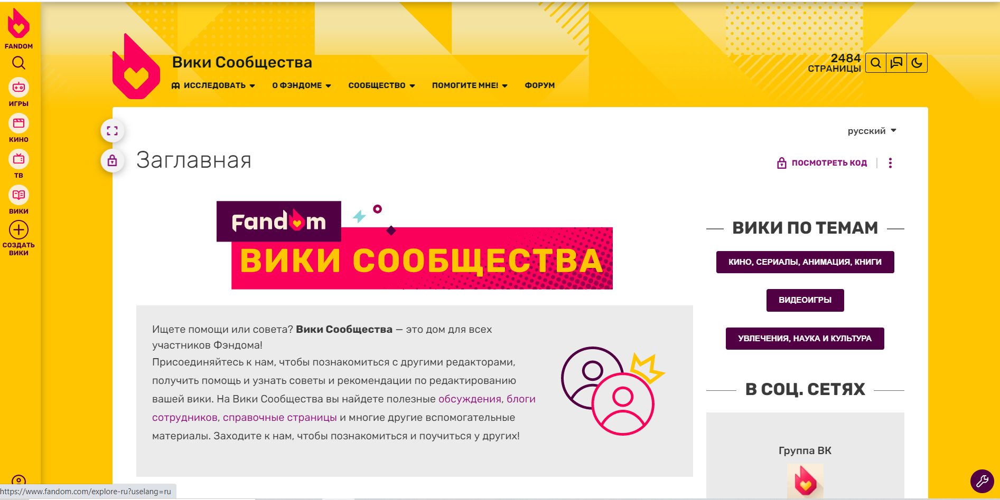 FANDOM
ИГРЫ
КИНО
ТВ
ВИКИ
СОЗДАТЬ
ВИКИ
Вики Сообщества
2484
СТРАНИЦЫ
ИССЛЕДОВАТЬ
О ФЭНДОМЕ
СООБЩЕСТВО
ПОМОГИТЕ МНЕ!
ФОРУМ
русский
Заглавная
ПОСМОТРЕТЬ КОД
Fandom
ВИКИ СООБЩЕСТВА
Ищете помощи или совета? Вики Сообщества — это дом для всех
участников Фэндома!
Присоединяйтесь к нам, чтобы познакомиться с другими редакторами,
получить помощь и узнать советы и рекомендации по редактированию
вашей вики. На Вики Сообщества вы найдете полезные обсуждения, блоги
сотрудников, справочные страницы и многие другие вспомогательные
материалы. Заходите к нам, чтобы познакомиться и поучиться у других!
ВИКИ ПО ТЕМАМ
КИНО, СЕРИАЛЫ, АНИМАЦИЯ, КНИГИ
ВИДЕОИГРЫ
УВЛЕЧЕНИЯ, НАУКА И КУЛЬТУРА
В СОЦ. СЕТЯХ
Группа ВК
https://www.fandom.com/explore-ru?uselang=ru